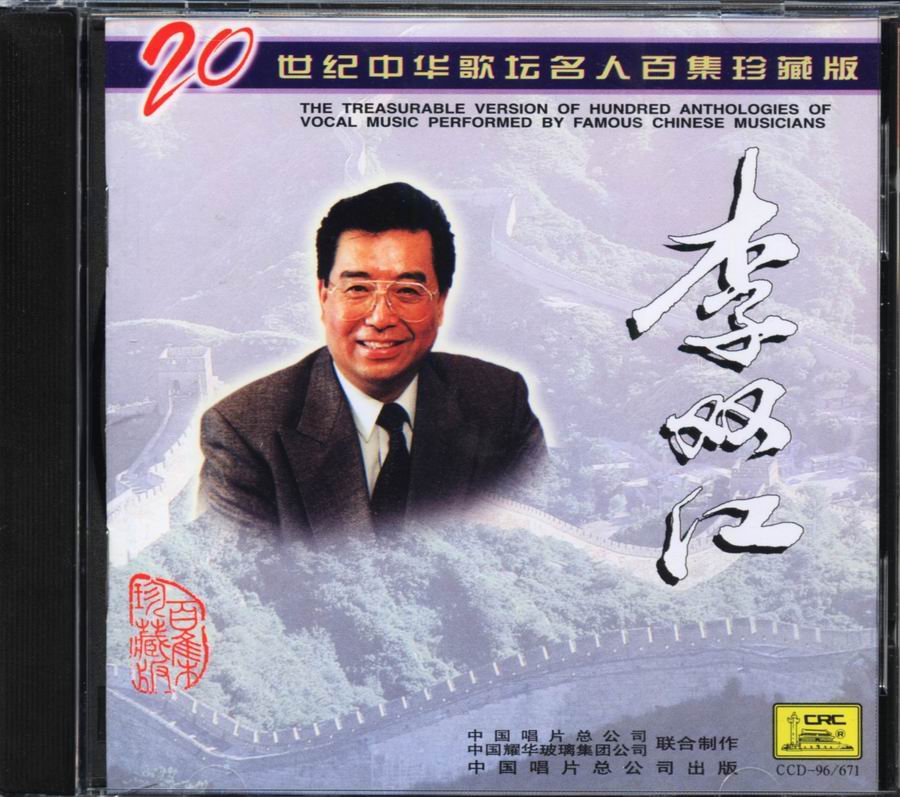 20世纪中华歌坛名人百集珍藏版
THE TREASURABLE VERSION OF HUNDRED ANTHOLOGIES OF
VOCAL MUSIC PERFORMED BY FAMOUS CHINESE MUSICIANS
李双江
百集
珍藏版
中国唱片总公司
中国耀华玻璃集团公司 联合制作
中国唱片总公司出版
CRC
®
CCD-96/671